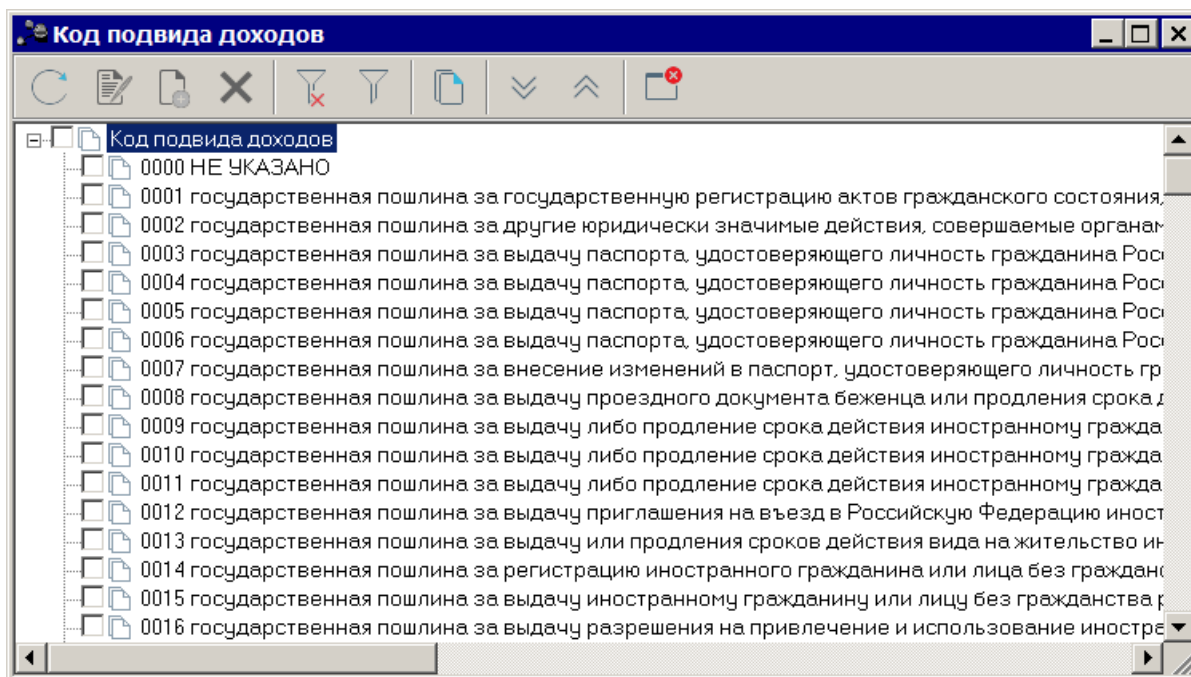 Код подвида доходов
Код подвида доходов
0000 НЕ УКАЗАНО
0001 государственная пошлина за государственную регистрацию актов гражданского состояния,
0002 государственная пошлина за другие юридически значимые действия, совершаемые органам
0003 государственная пошлина за выдачу паспорта, удостоверяющего личность гражданина Росс
0004 государственная пошлина за выдачу паспорта, удостоверяющего личность гражданина Росс
0005 государственная пошлина за выдачу паспорта, удостоверяющего личность гражданина Росс
0006 государственная пошлина за выдачу паспорта, удостоверяющего личность гражданина Росс
0007 государственная пошлина за внесение изменений в паспорт, удостоверяющего личность гр
0008 государственная пошлина за выдачу проездного документа беженца или продления срока д
0009 государственная пошлина за выдачу либо продление срока действия иностранному гражда
0010 государственная пошлина за выдачу либо продление срока действия иностранному гражда
0011 государственная пошлина за выдачу либо продление срока действия иностранному гражда
0012 государственная пошлина за выдачу приглашения на въезд в Российскую Федерацию иност
0013 государственная пошлина за выдачу или продления сроков действия вида на жительство ин
0014 государственная пошлина за регистрацию иностранного гражданина или лица без гражданс
0015 государственная пошлина за выдачу иностранному гражданину или лицу без гражданства р
0016 государственная пошлина за выдачу разрешения на привлечение и использование иностра